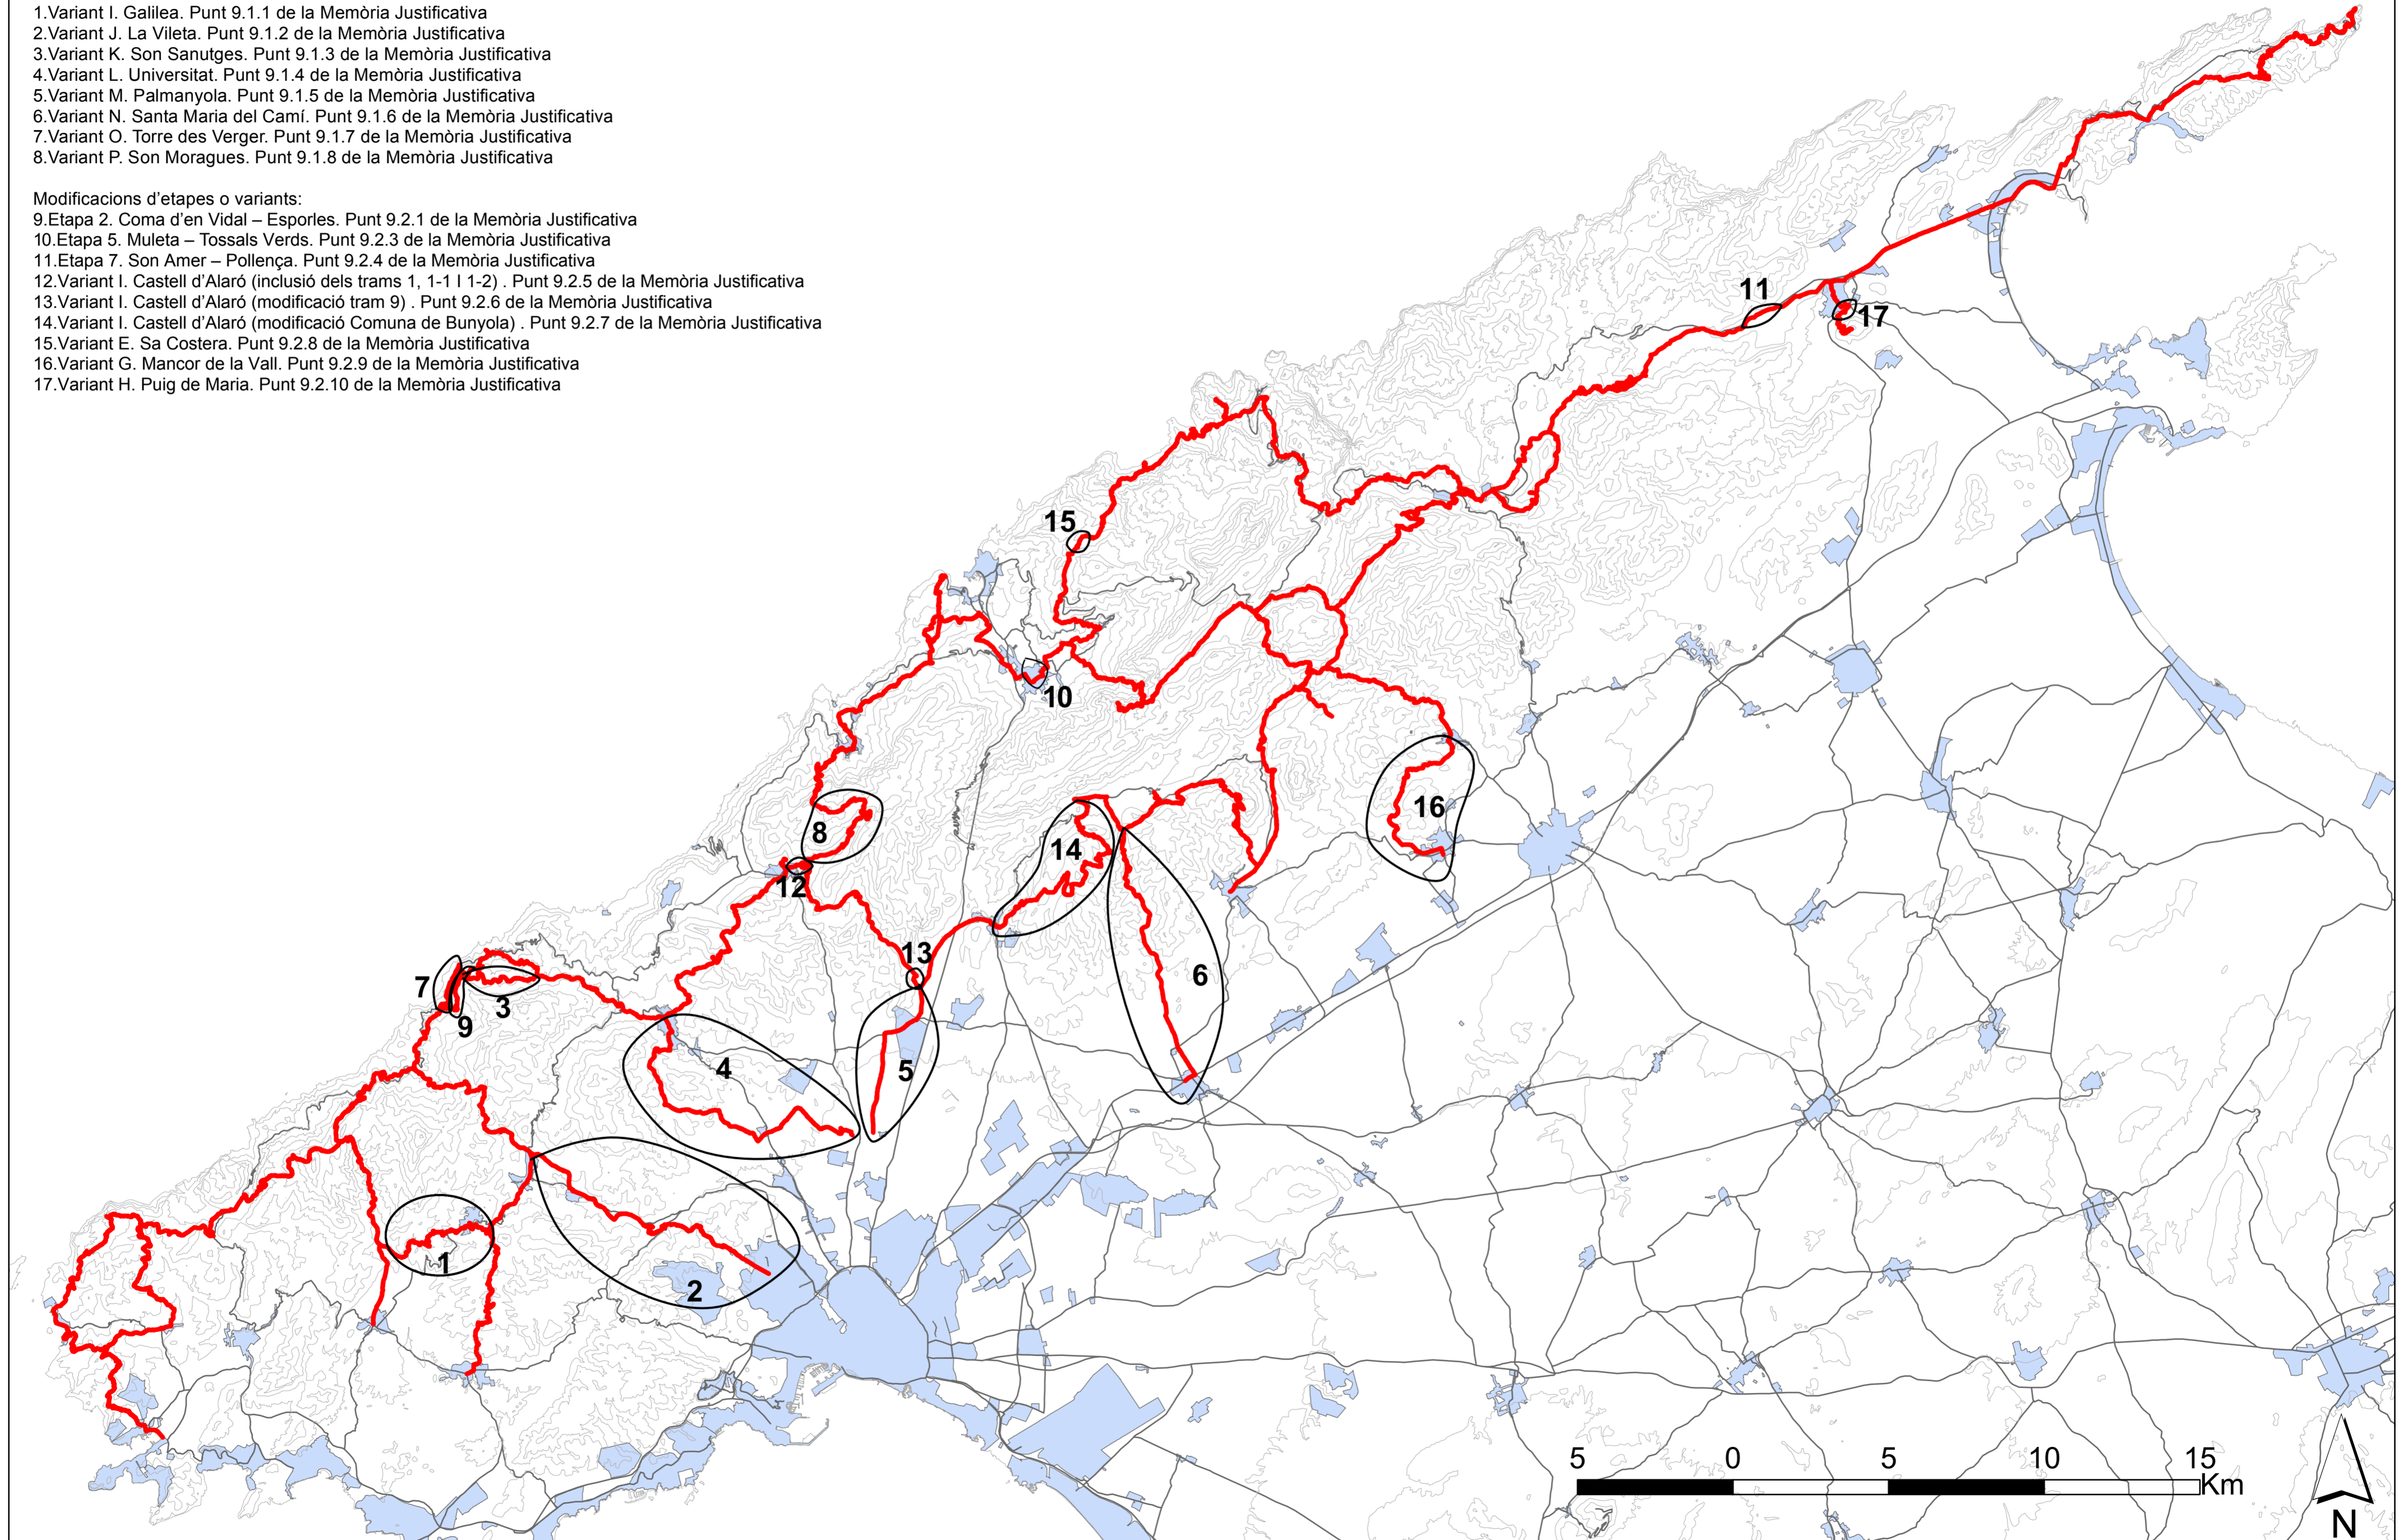 1.Variant I. Galilea. Punt 9.1.1 de la Memòria Justificativa
2.Variant J. La Vileta. Punt 9.1.2 de la Memòria Justificativa
3.Variant K. Son Sanutges. Punt 9.1.3 de la Memòria Justificativa
4.Variant L. Universitat. Punt 9.1.4 de la Memòria Justificativa
5.Variant M. Palmanyola. Punt 9.1.5 de la Memòria Justificativa
6.Variant N. Santa Maria del Camí. Punt 9.1.6 de la Memòria Justificativa
7.Variant O. Torre des Verger. Punt 9.1.7 de la Memòria Justificativa
8.Variant P. Son Moragues. Punt 9.1.8 de la Memòria Justificativa
Modificacions d’etapes o variants:
9.Etapa 2. Coma d’en Vidal – Esporles. Punt 9.2.1 de la Memòria Justificativa
10.Etapa 5. Muleta – Tossals Verds. Punt 9.2.3 de la Memòria Justificativa
11.Etapa 7. Son Amer – Pollença. Punt 9.2.4 de la Memòria Justificativa
12.Variant I. Castell d’Alaró (inclusió dels trams 1, 1-1 I 1-2) . Punt 9.2.5 de la Memòria Justificativa
13.Variant I. Castell d’Alaró (modificació tram 9) . Punt 9.2.6 de la Memòria Justificativa
14.Variant I. Castell d’Alaró (modificació Comuna de Bunyola) . Punt 9.2.7 de la Memòria Justificativa
15.Variant E. Sa Costera. Punt 9.2.8 de la Memòria Justificativa
16.Variant G. Mancor de la Vall. Punt 9.2.9 de la Memòria Justificativa
17.Variant H. Puig de Maria. Punt 9.2.10 de la Memòria Justificativa
11
17
15
10
16
8
14
12
13
6
7
3
9
4
5
1
2
5 0 5 10 15
Km
N